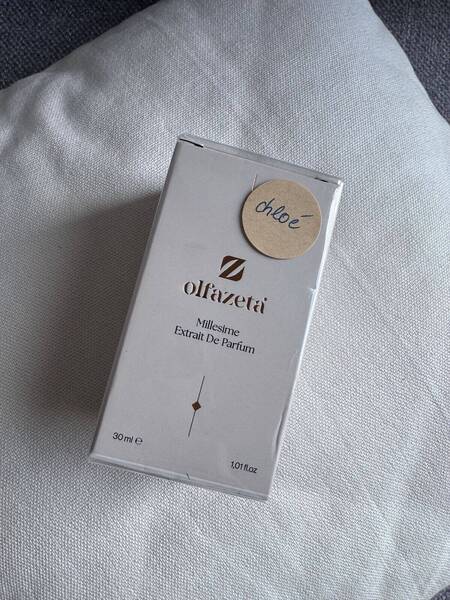 chloé
olfazeta
Millesime
Extrait De Parfum
30 ml ℮
1,01 fl.oz